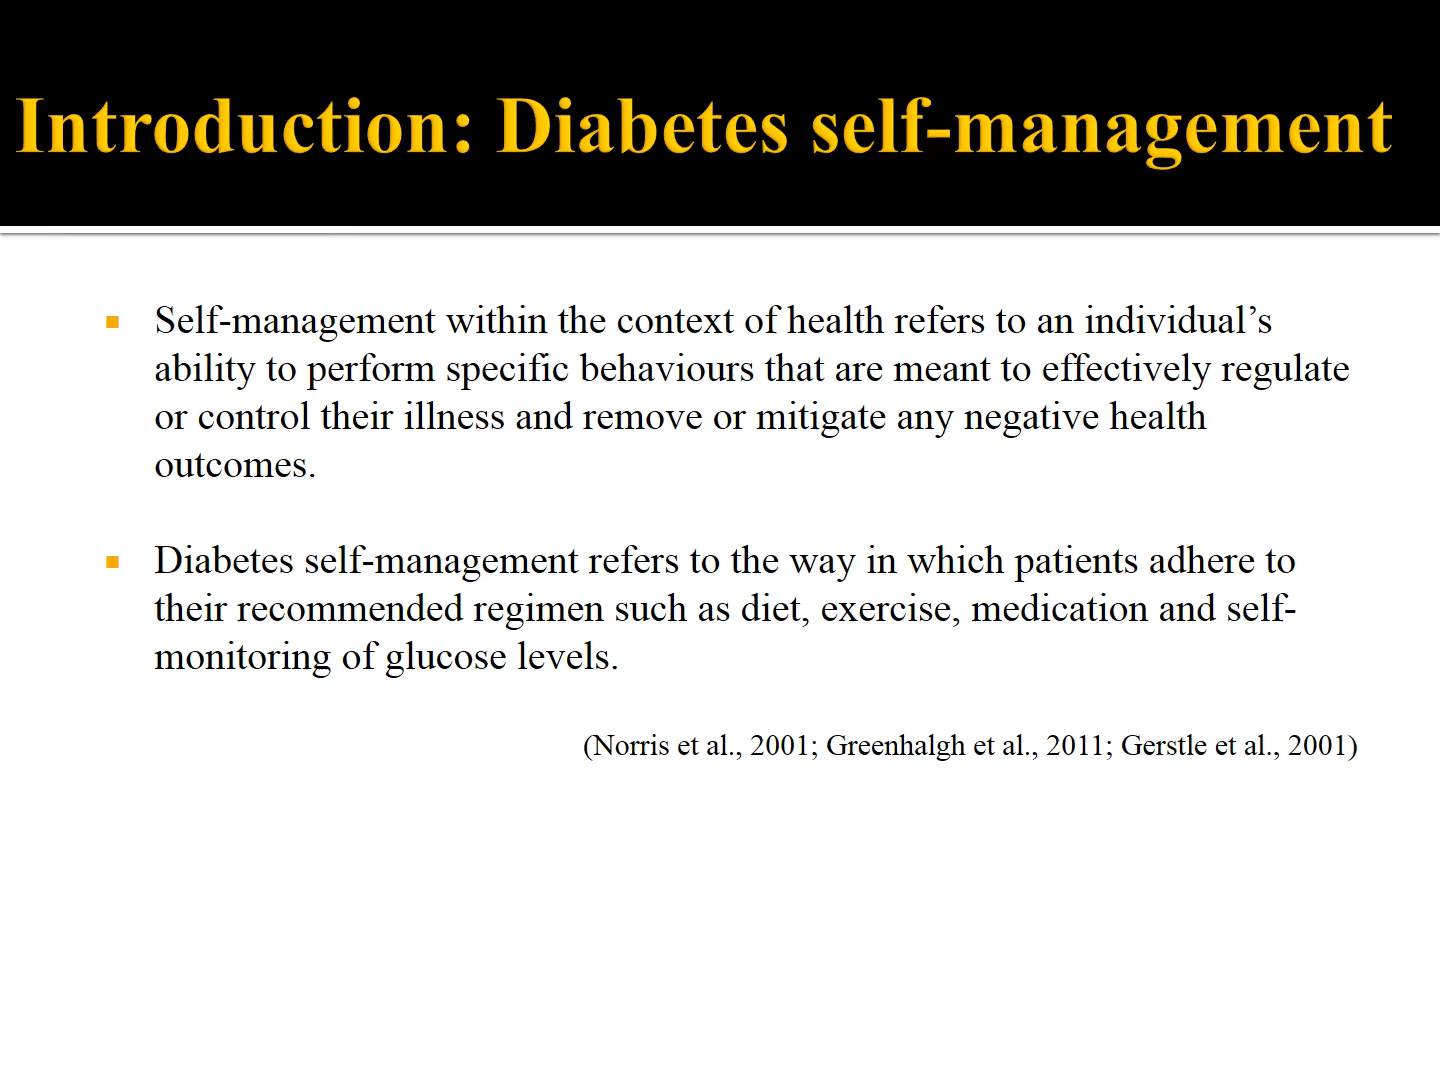 Introduction: Diabetes self-management
Self-management within the context of health refers to an individual’s
ability to perform specific behaviours that are meant to effectively regulate
or control their illness and remove or mitigate any negative health
outcomes.
Diabetes self-management refers to the way in which patients adhere to
their recommended regimen such as diet, exercise, medication and self-
monitoring of glucose levels.
(Norris et al., 2001; Greenhalgh et al., 2011; Gerstle et al., 2001)